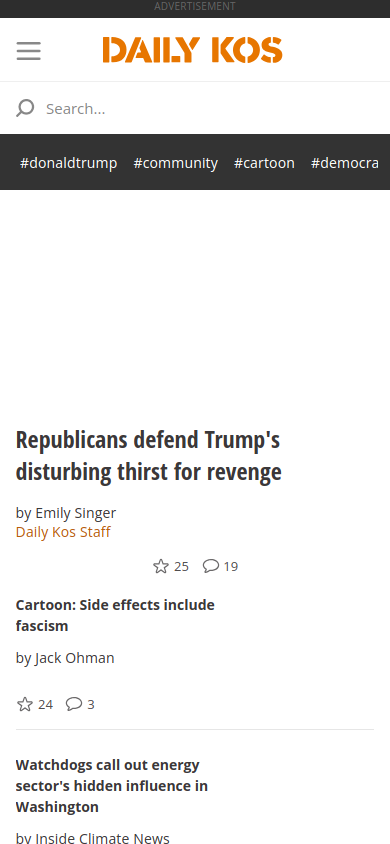 ADVERTISEMENT
DAILY KOS
Search...
#donaldtrump #community #cartoon #democra
Republicans defend Trump's
disturbing thirst for revenge
by Emily Singer
Daily Kos Staff
25 19
Cartoon: Side effects include
fascism
by Jack Ohman
24 3
Watchdogs call out energy
sector's hidden influence in
Washington
by Inside Climate News